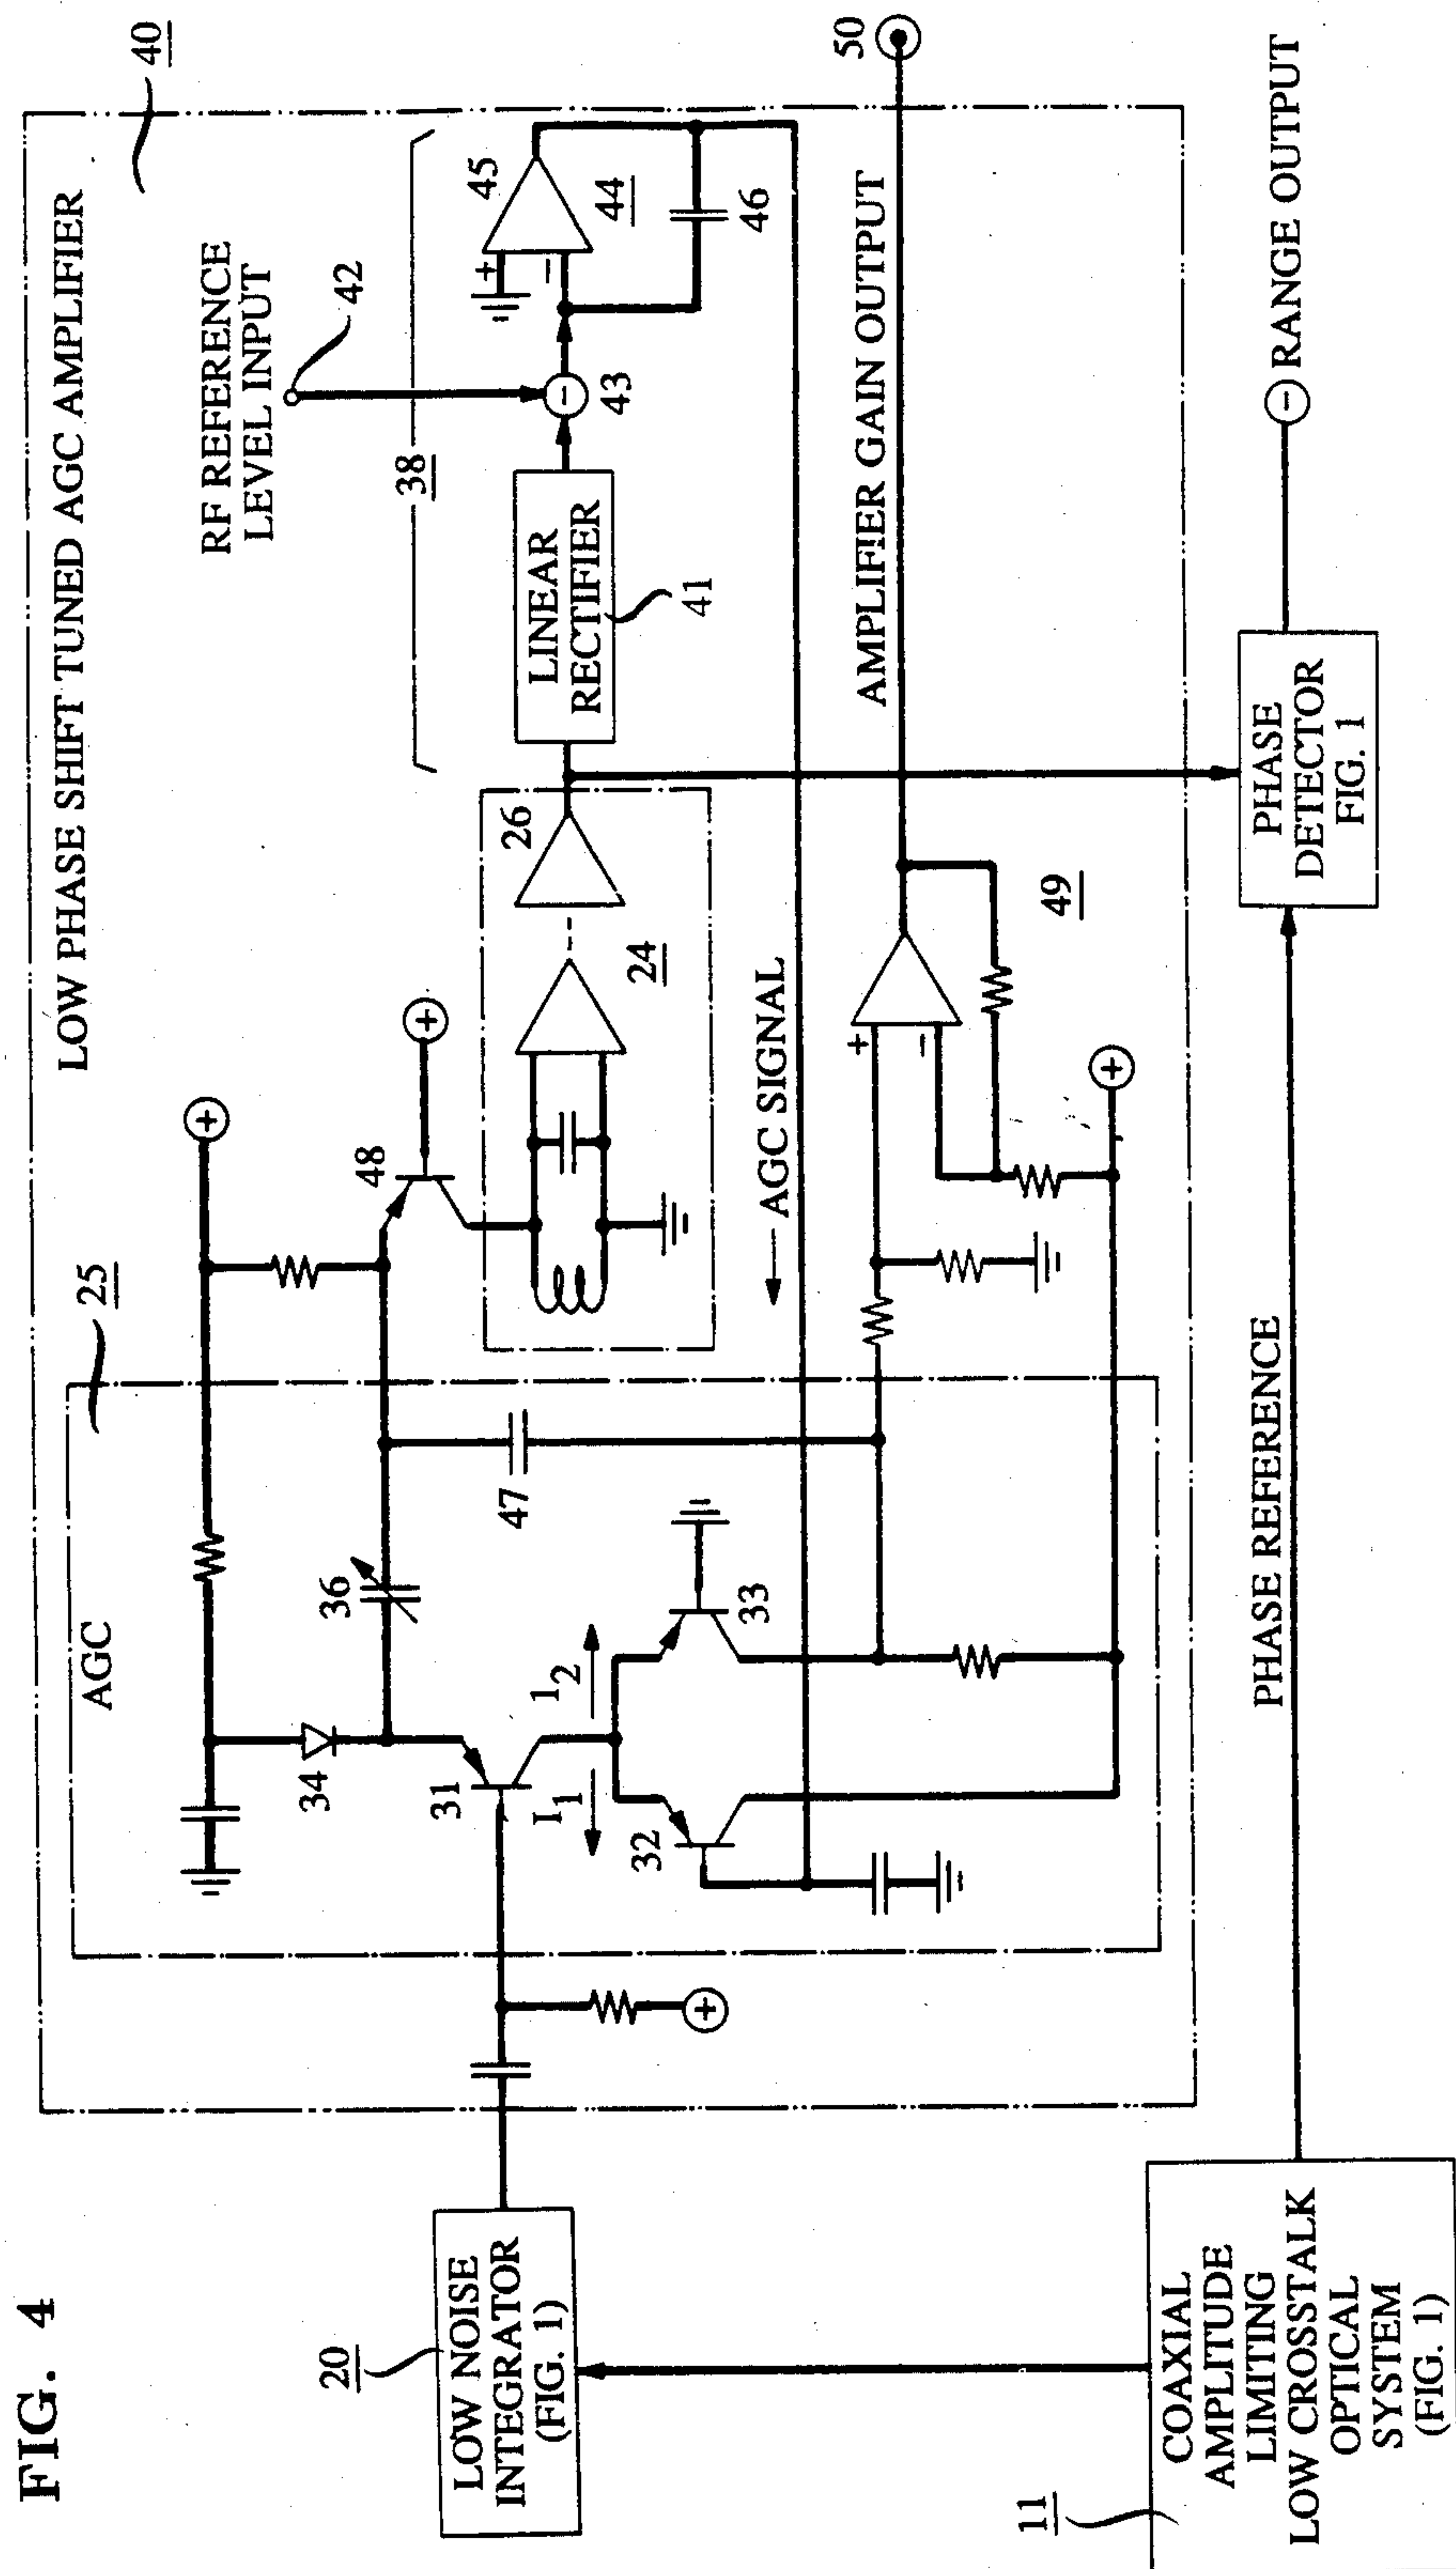 FIG. 4
LOW PHASE SHIFT TUNED AGC AMPLIFIER
40
25
AGC
RF REFERENCE
LEVEL INPUT
42
38
34
36
48
31
I1
I2
47
24
26
LINEAR
RECTIFIER
41
43
45
44
46
+
−
32
33
← AGC SIGNAL
AMPLIFIER GAIN OUTPUT
50
49
+
−
20
LOW NOISE
INTEGRATOR
(FIG. 1)
11
COAXIAL
AMPLITUDE
LIMITING
LOW CROSSTALK
OPTICAL
SYSTEM
(FIG. 1)
PHASE REFERENCE
PHASE
DETECTOR
FIG. 1
RANGE OUTPUT